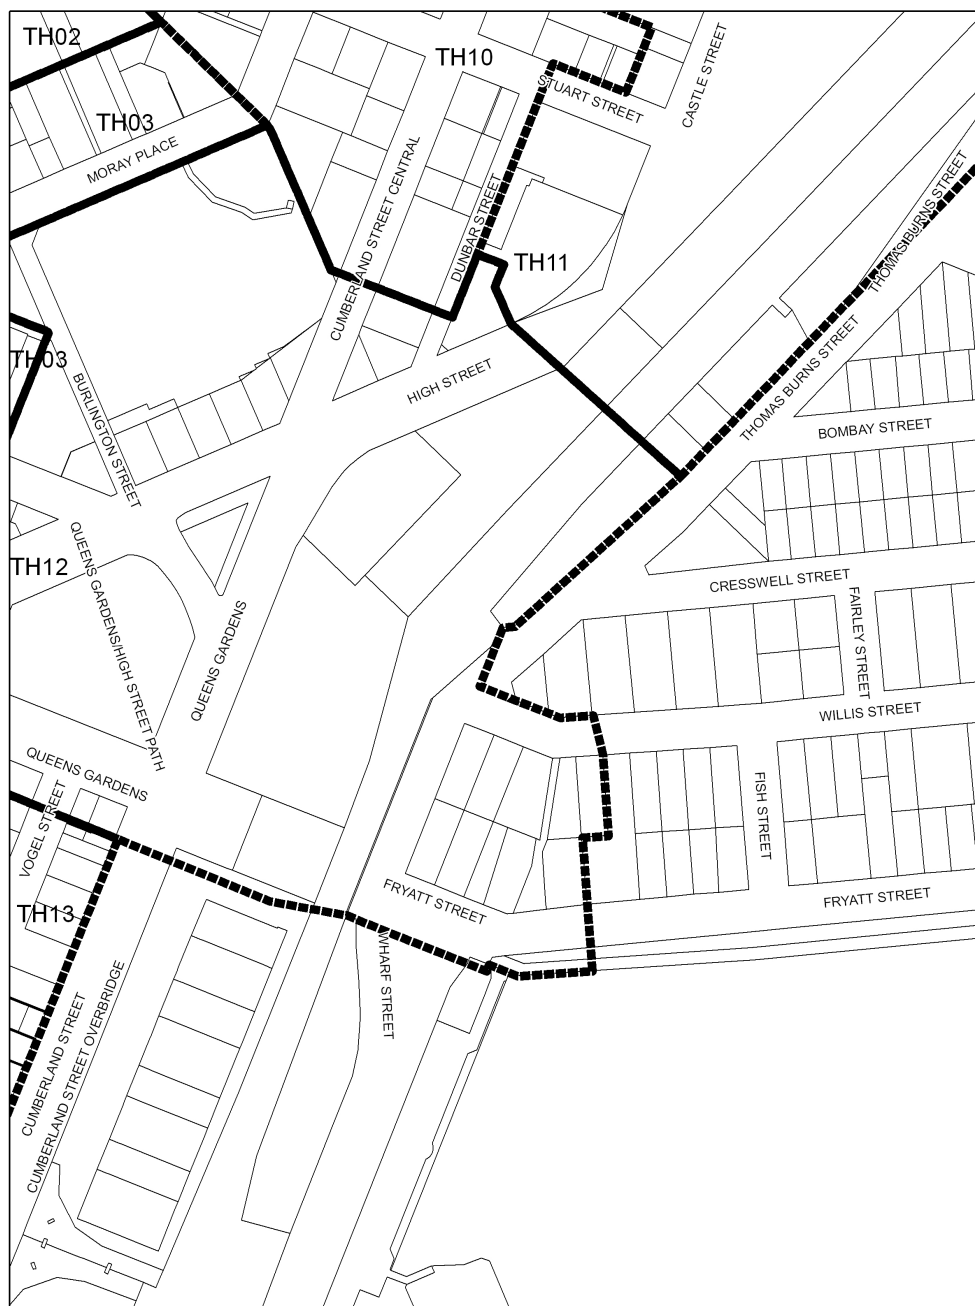 TH02
TH10
CASTLE STREET
STUART STREET
TH03
MORAY PLACE
CUMBERLAND STREET CENTRAL
DUNBAR STREET
TH11
THOMAS BURNS STREET
THOMAS BURNS STREET
TH03
BURLINGTON STREET
HIGH STREET
BOMBAY STREET
TH12
QUEENS GARDENS/HIGH STREET PATH
QUEENS GARDENS
CRESSWELL STREET
FAIRLEY STREET
WILLIS STREET
QUEENS GARDENS
VOGEL STREET
FISH STREET
FRYATT STREET
FRYATT STREET
TH13
WHARF STREET
CUMBERLAND STREET
CUMBERLAND STREET OVERBRIDGE